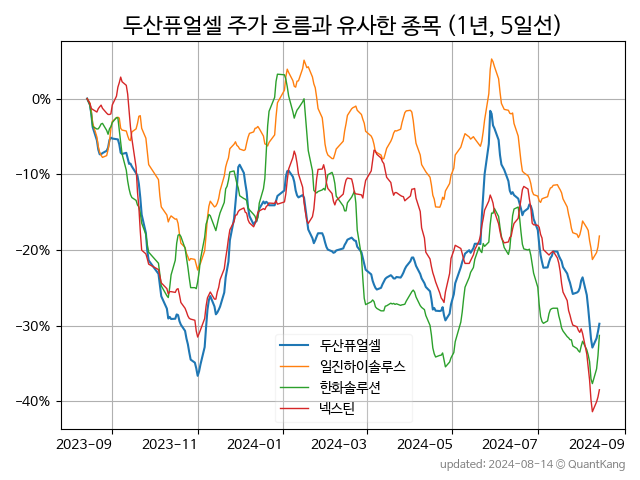 두산퓨얼셀 주가 흐름과 유사한 종목 (1년, 5일선)
0%
−10%
−20%
−30%
−40%
두산퓨얼셀
일진하이솔루스
한화솔루션
넥스틴
2023-09 2023-11 2024-01 2024-03 2024-05 2024-07 2024-09
updated: 2024-08-14 © QuantKang